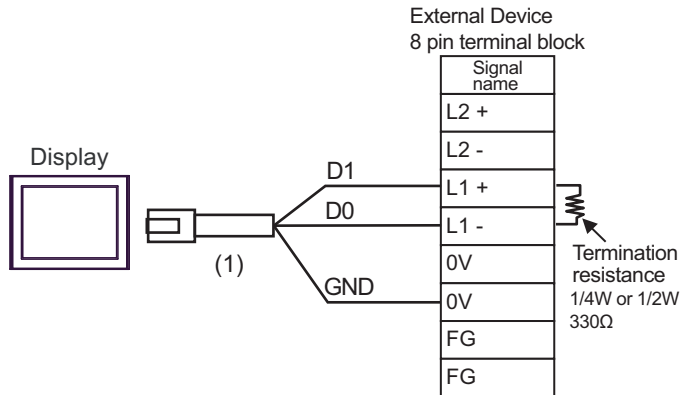 External Device
8 pin terminal block
Signal
name
L2 +
L2 -
Display
D1
L1 +
D0
L1 -
(1)
Termination
resistance
1/4W or 1/2W
330Ω
0V
GND
0V
FG
FG